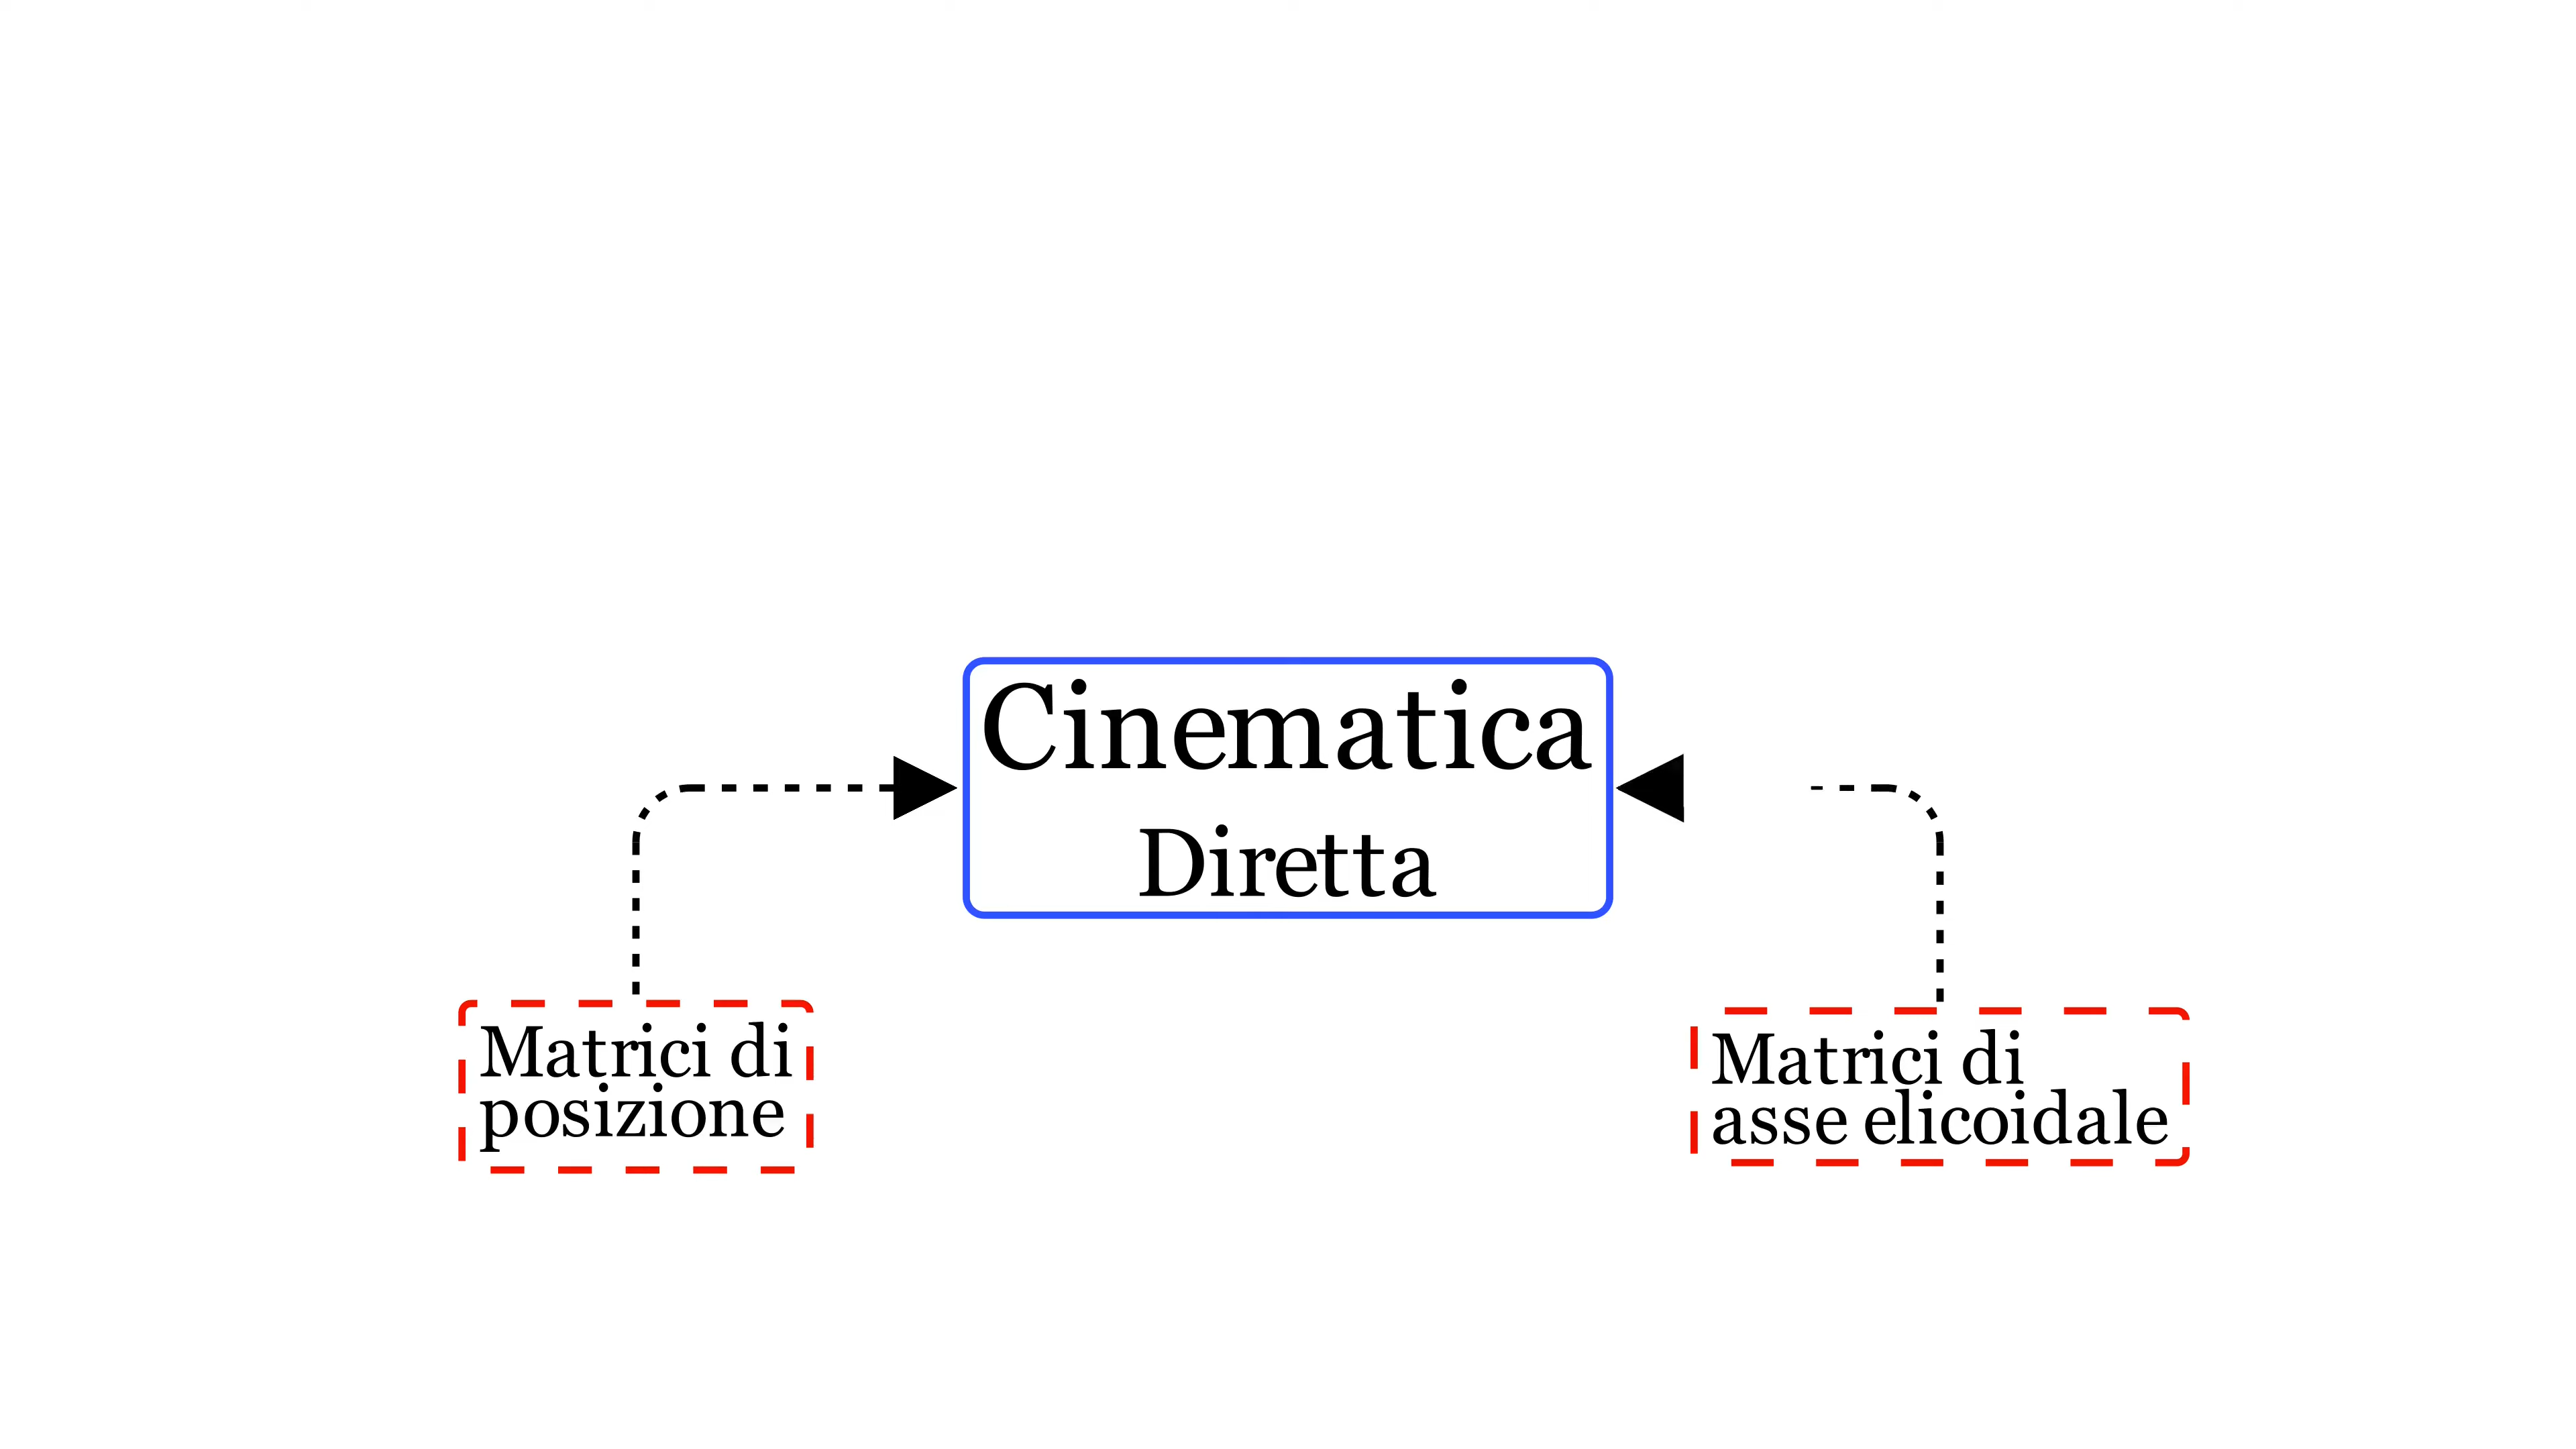 Cinematica
Diretta
Matrici di
posizione
Matrici di
asse elicoidale